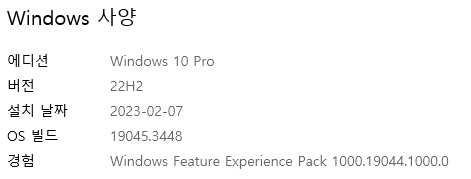 Windows 사양
에디션 Windows 10 Pro
버전 22H2
설치 날짜 2023-02-07
OS 빌드 19045.3448
경험 Windows Feature Experience Pack 1000.19044.1000.0